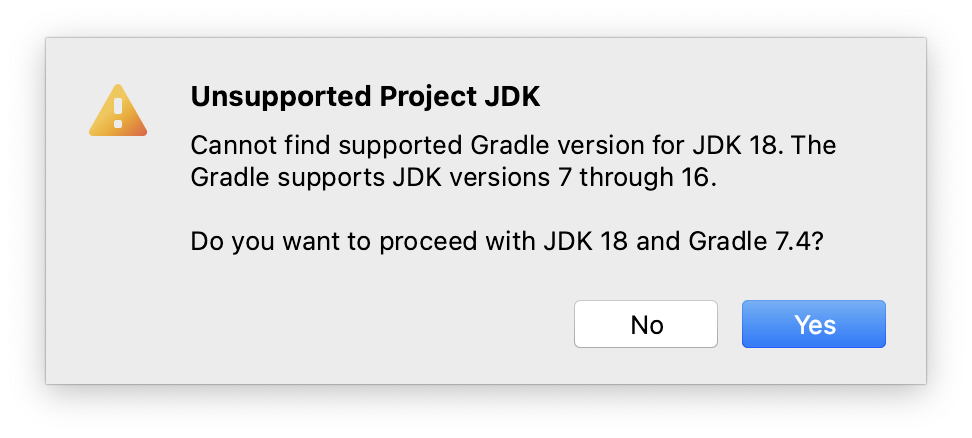 Unsupported Project JDK
Cannot find supported Gradle version for JDK 18. The
Gradle supports JDK versions 7 through 16.
Do you want to proceed with JDK 18 and Gradle 7.4?
No
Yes